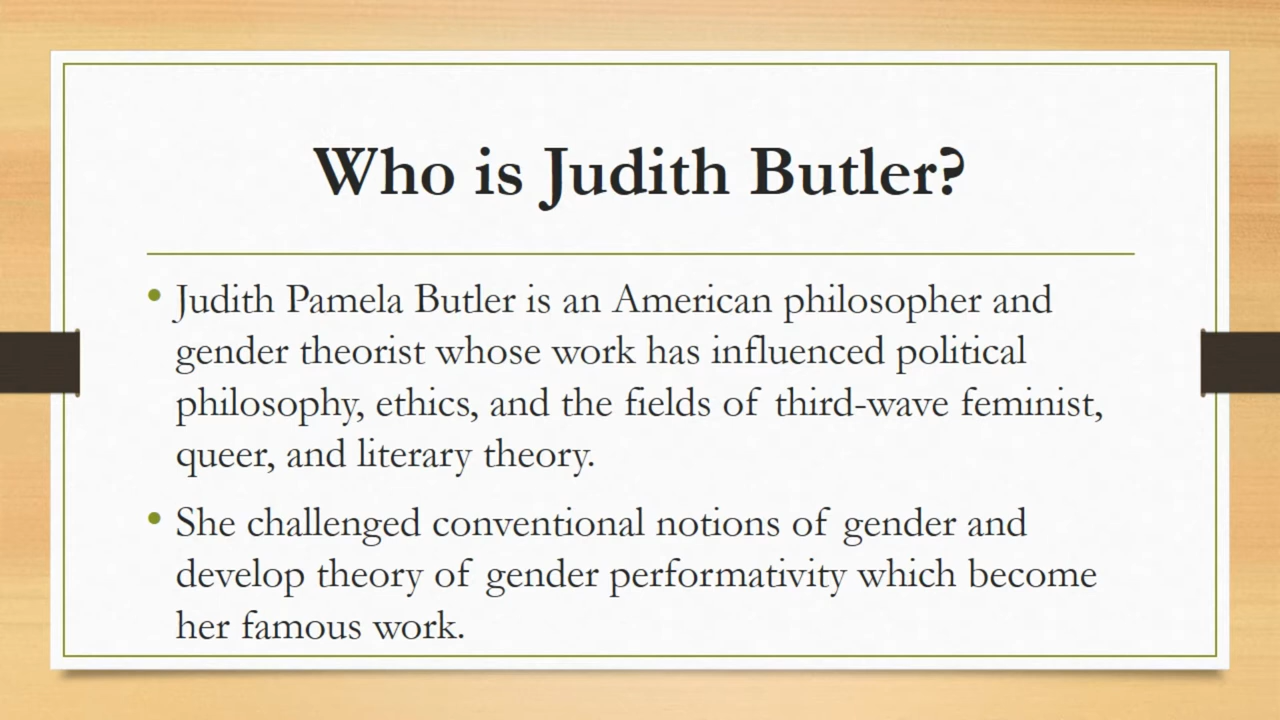 Who is Judith Butler?
• Judith Pamela Butler is an American philosopher and
gender theorist whose work has influenced political
philosophy, ethics, and the fields of third-wave feminist,
queer, and literary theory.
• She challenged conventional notions of gender and
develop theory of gender performativity which become
her famous work.